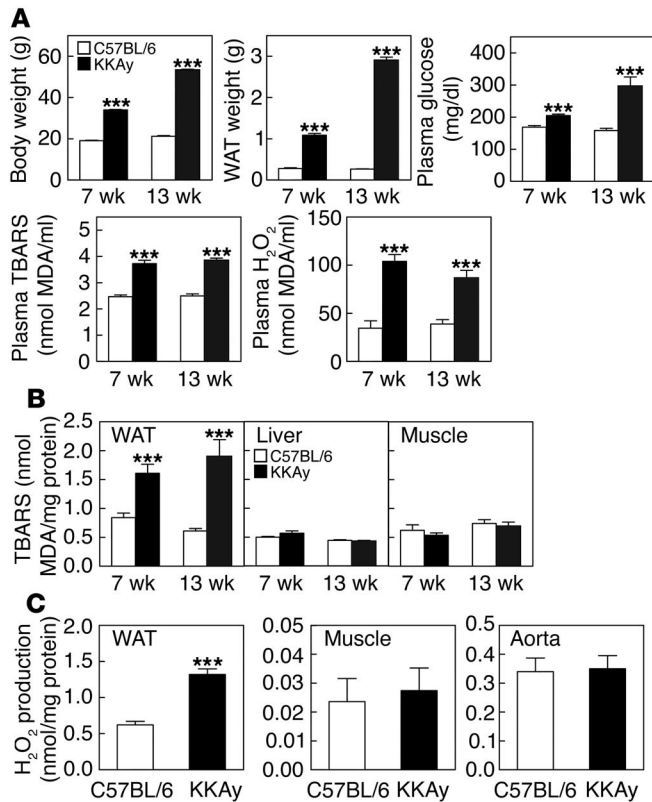 A
C57BL/6
KKAy
Body weight (g)
60
40
20
0
***
***
7 wk
13 wk
WAT weight (g)
3
2
1
0
***
***
7 wk
13 wk
Plasma glucose
(mg/dl)
400
300
200
100
0
***
***
7 wk
13 wk
Plasma TBARS
(nmol MDA/ml)
5
4
3
2
1
0
***
***
7 wk
13 wk
Plasma H₂O₂
(nmol MDA/ml)
150
100
50
0
***
***
7 wk
13 wk
B
TBARS (nmol
MDA/mg protein)
2.5
2.0
1.5
1.0
0.5
0.0
WAT
***
***
7 wk
13 wk
Liver
C57BL/6
KKAy
7 wk
13 wk
Muscle
7 wk
13 wk
C
H₂O₂ production
(nmol/mg protein)
2.0
1.5
1.0
0.5
0.0
WAT
***
C57BL/6
KKAy
0.05
0.04
0.03
0.02
0.01
0.00
Muscle
C57BL/6
KKAy
0.5
0.4
0.3
0.2
0.1
0.0
Aorta
C57BL/6
KKAy